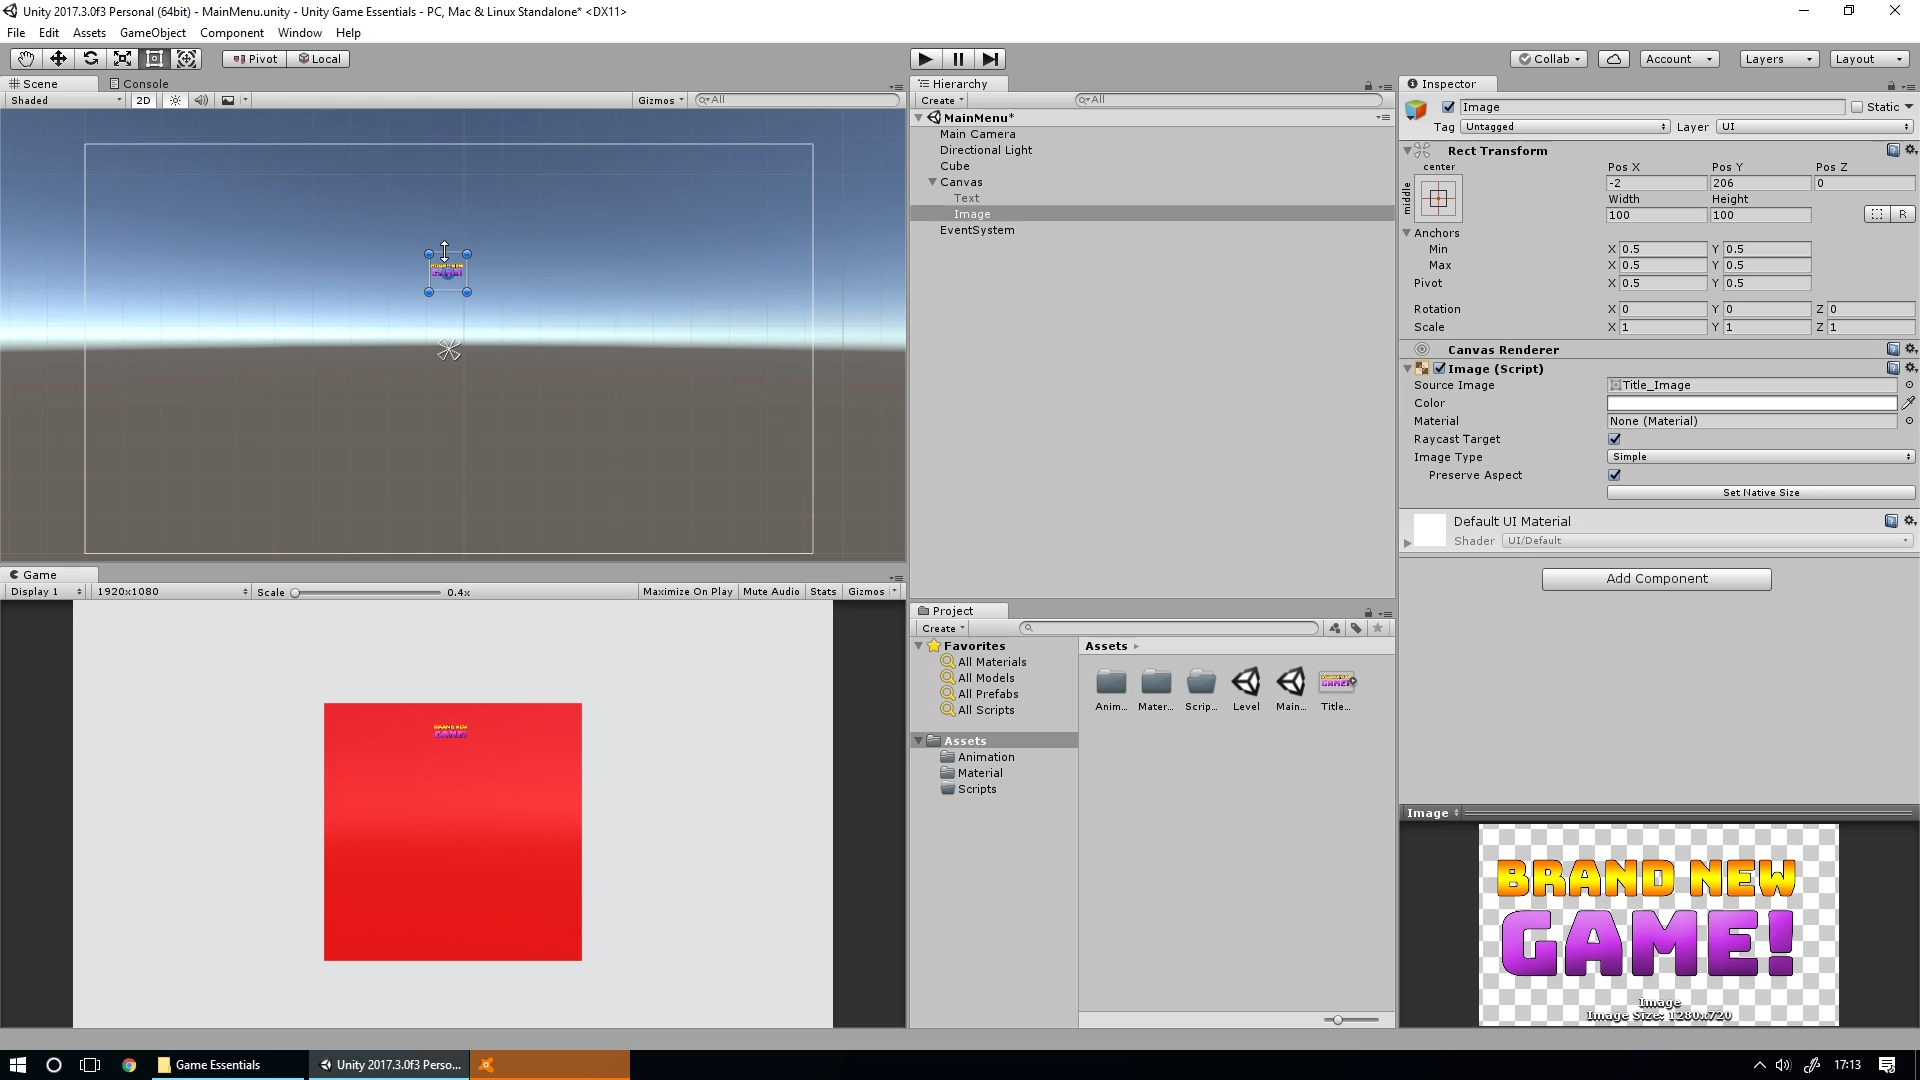 Unity 2017.3.0f3 Personal (64bit) - MainMenu.unity - Unity Game Essentials - PC, Mac & Linux Standalone* <DX11>
File Edit Assets GameObject Component Window Help
Pivot Local
Collab Account Layers Layout
Scene Console
Shaded 2D Gizmos All
Hierarchy
Create All
MainMenu*
Main Camera
Directional Light
Cube
Canvas
Text
Image
EventSystem
Inspector
Image Static
Tag Untagged Layer UI
Rect Transform
center
middle
Pos X Pos Y Pos Z
-2 206 0
Width Height
100 100
R
Anchors
Min X 0.5 Y 0.5
Max X 0.5 Y 0.5
Pivot X 0.5 Y 0.5
Rotation X 0 Y 0 Z 0
Scale X 1 Y 1 Z 1
Canvas Renderer
Image (Script)
Source Image Title_Image
Color
Material None (Material)
Raycast Target
Image Type Simple
Preserve Aspect
Set Native Size
Default UI Material
Shader UI/Default
Add Component
Game
Display 1 1920x1080 Scale 0.4x Maximize On Play Mute Audio Stats Gizmos
BRAND NEW
GAME!
Project
Create
Favorites
All Materials
All Models
All Prefabs
All Scripts
Assets
Animation
Material
Scripts
Assets
Anim... Mater... Scrip... Level Main... Title...
Image
BRAND NEW
GAME!
Image
Image Size: 1280x720
Game Essentials Unity 2017.3.0f3 Perso... 17:13